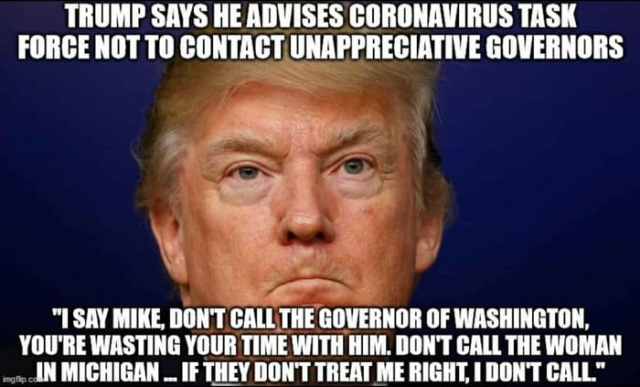 TRUMP SAYS HE ADVISES CORONAVIRUS TASK
FORCE NOT TO CONTACT UNAPPRECIATIVE GOVERNORS
"I SAY MIKE, DON'T CALL THE GOVERNOR OF WASHINGTON,
YOU'RE WASTING YOUR TIME WITH HIM. DON'T CALL THE WOMAN
IN MICHIGAN ... IF THEY DON'T TREAT ME RIGHT, I DON'T CALL."
imgflip.c